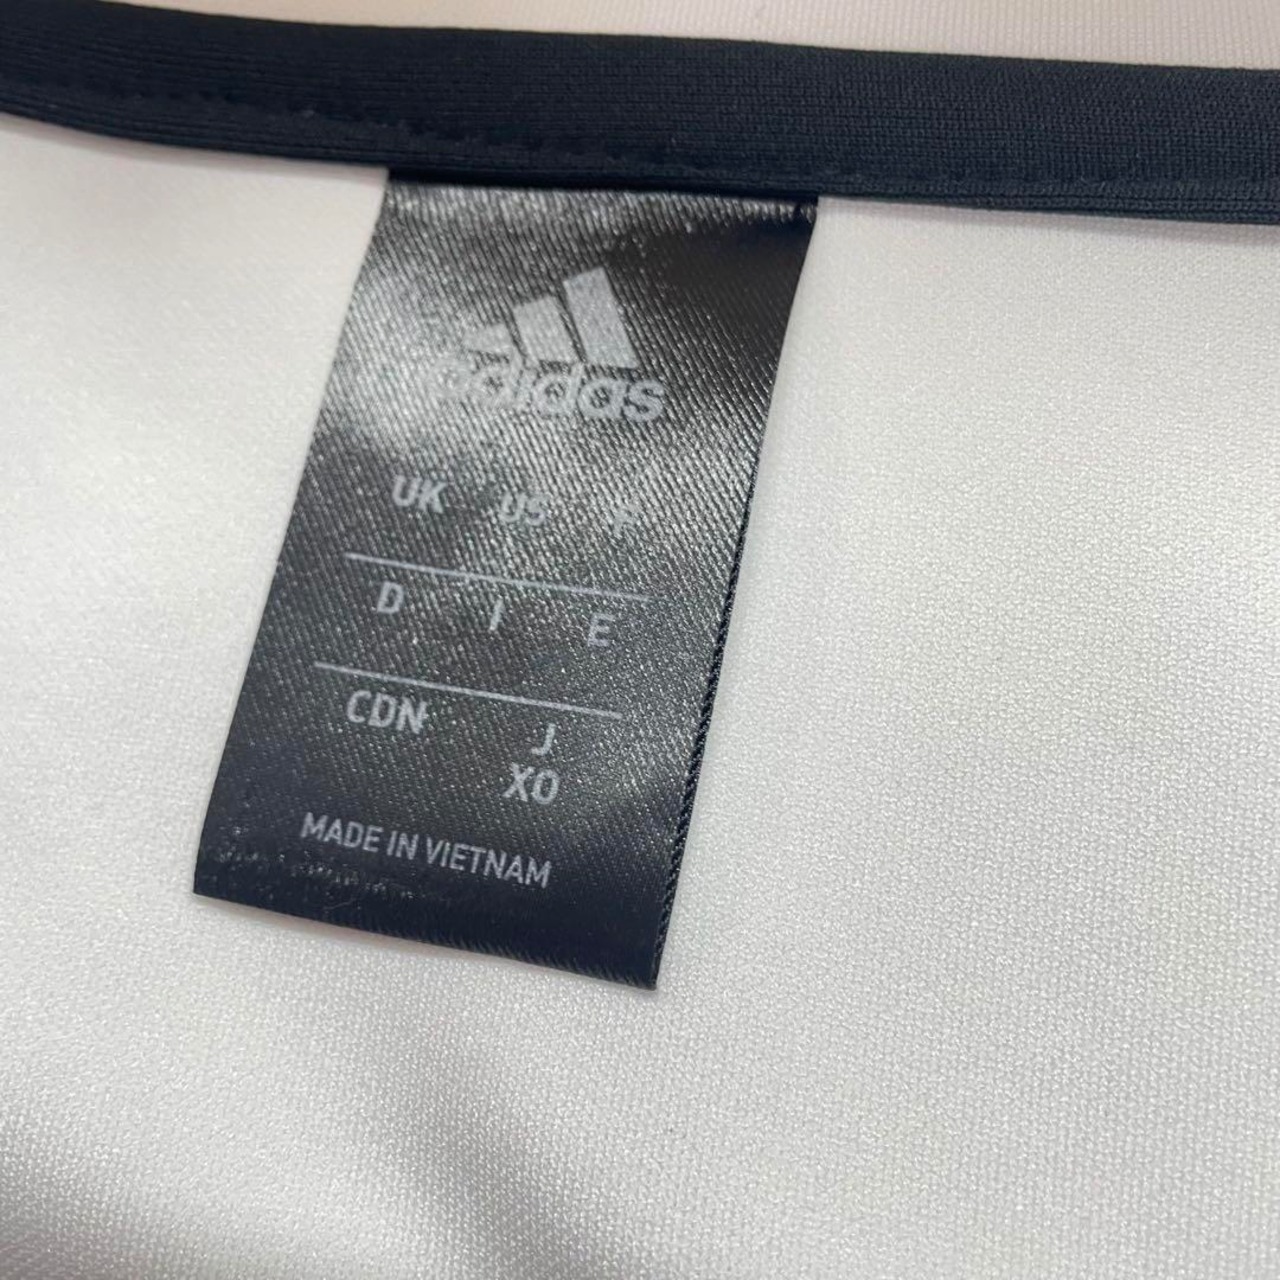 adidas
UK US F
D I E
CDN J
XO
MADE IN VIETNAM